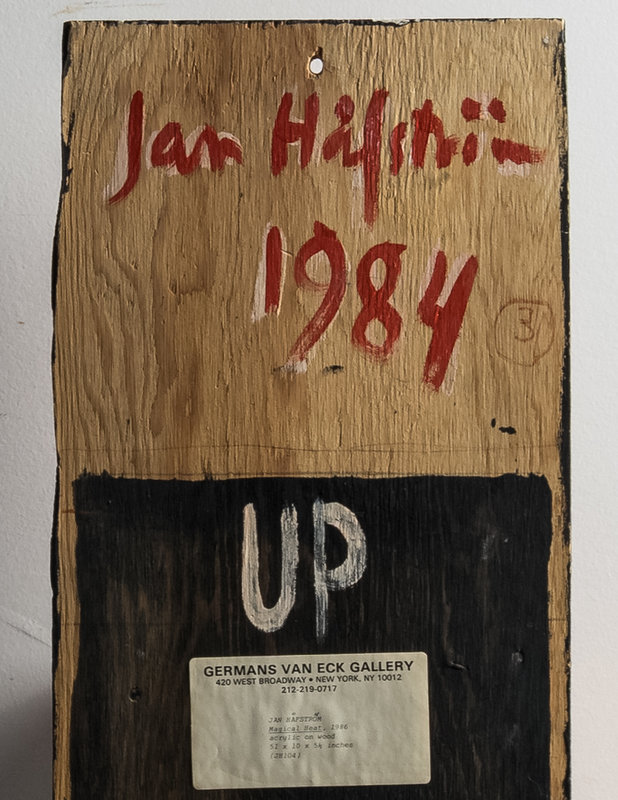 Jan Håfström
1984
3
UP
GERMANS VAN ECK GALLERY
420 WEST BROADWAY • NEW YORK, NY 10012
212-219-0717
JAN HÅFSTRÖM
Magical Heat, 1986
acrylic on wood
51 x 10 x 5½ inches
(JH104)